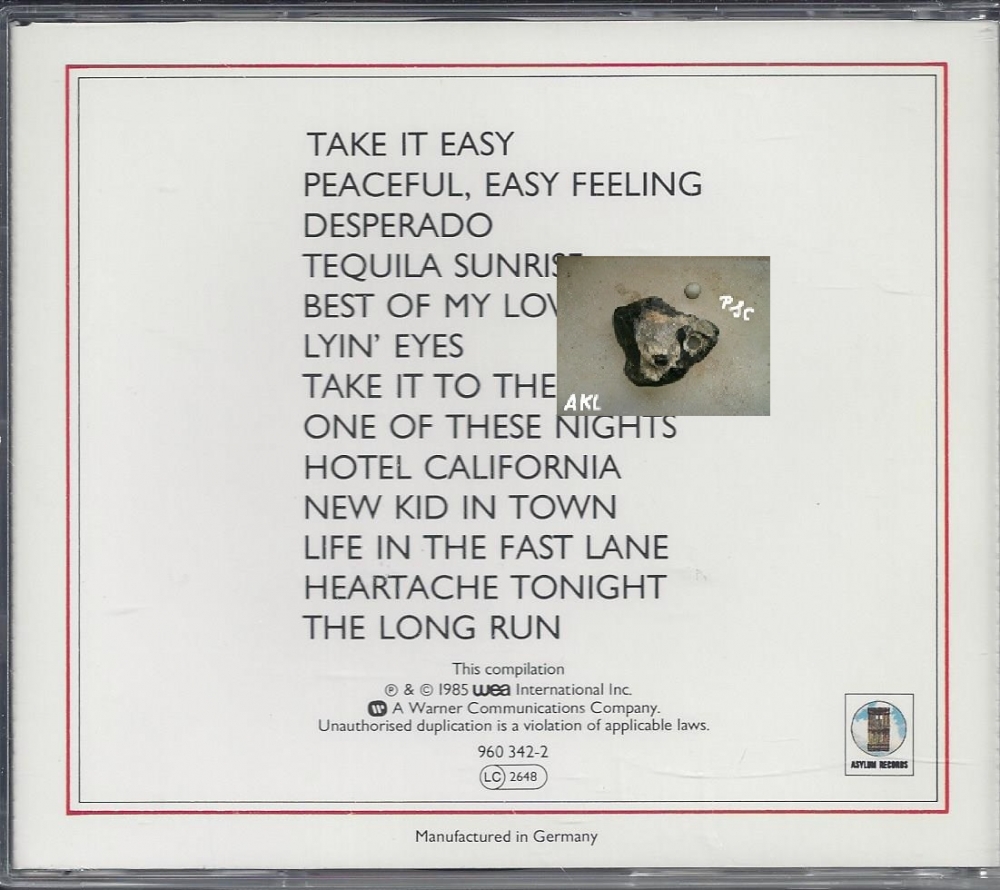 TAKE IT EASY
PEACEFUL, EASY FEELING
DESPERADO
TEQUILA
BEST OF MY
LYIN' EYES
TAKE IT TO THE
PSC
AKL
ONE OF THESE NIGHTS
HOTEL CALIFORNIA
NEW KID IN TOWN
LIFE IN THE FAST LANE
HEARTACHE TONIGHT
THE LONG RUN
This compilation
℗ & © 1985 wea International Inc.
A Warner Communications Company.
Unauthorised duplication is a violation of applicable laws.
960 342-2
LC 2648
ASYLUM RECORDS
Manufactured in Germany